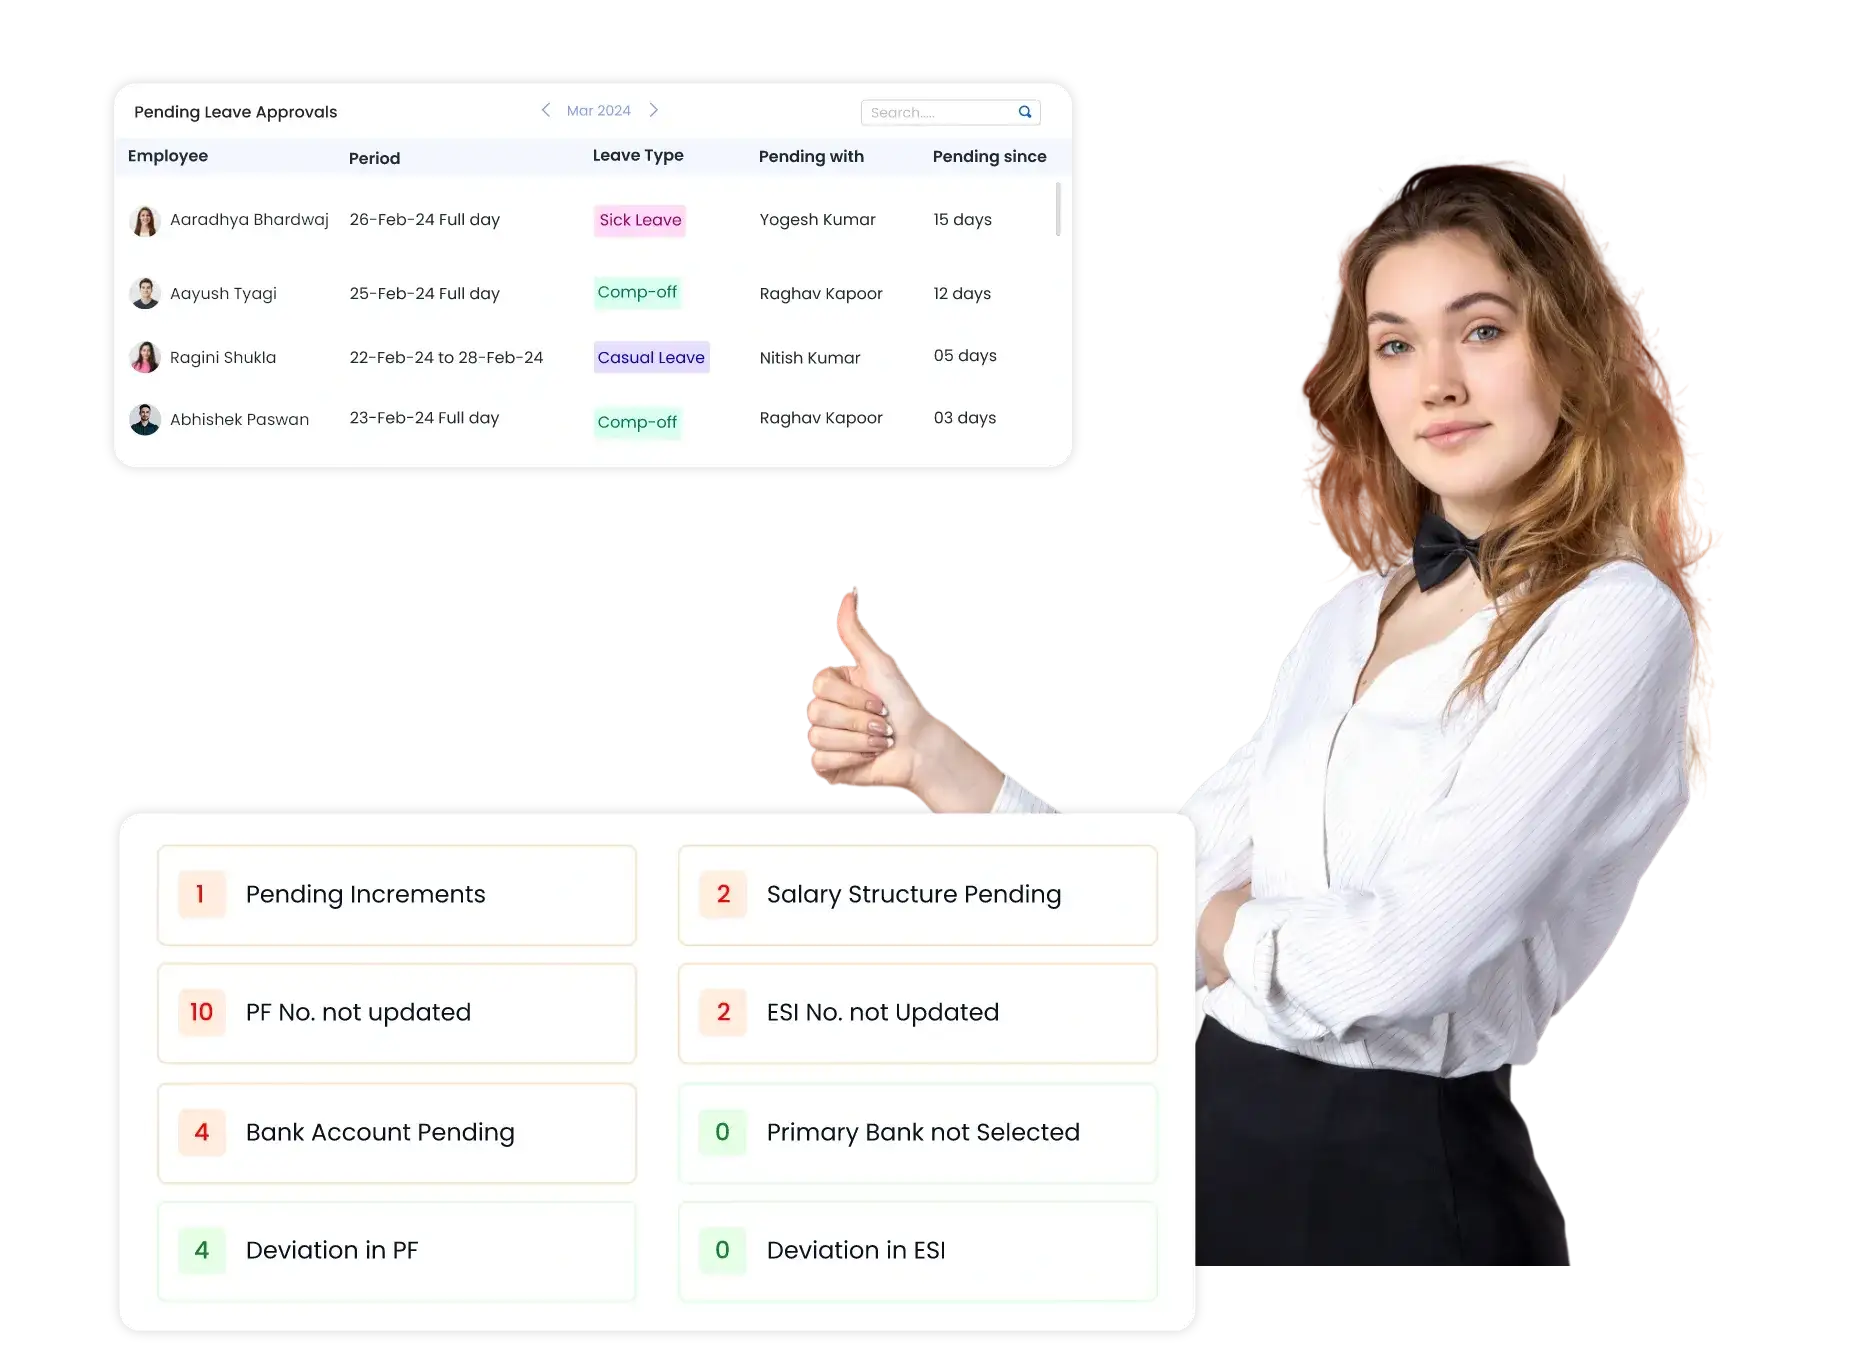 Pending Leave Approvals Mar 2024 Search.....
Employee Period Leave Type Pending with Pending since
Aaradhya Bhardwaj 26-Feb-24 Full day Sick Leave Yogesh Kumar 15 days
Aayush Tyagi 25-Feb-24 Full day Comp-off Raghav Kapoor 12 days
Ragini Shukla 22-Feb-24 to 28-Feb-24 Casual Leave Nitish Kumar 05 days
Abhishek Paswan 23-Feb-24 Full day Comp-off Raghav Kapoor 03 days
1 Pending Increments
2 Salary Structure Pending
10 PF No. not updated
2 ESI No. not Updated
4 Bank Account Pending
0 Primary Bank not Selected
4 Deviation in PF
0 Deviation in ESI